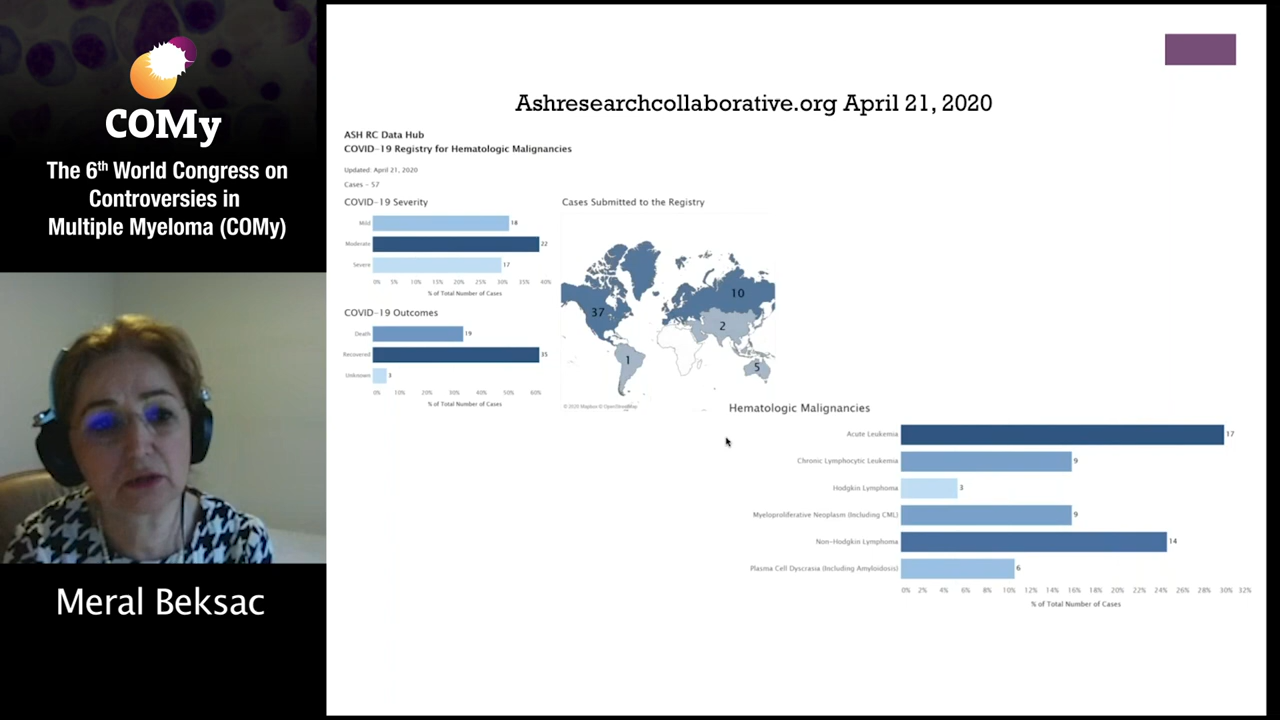 COMy
The 6th World Congress on
Controversies in
Multiple Myeloma (COMy)
Meral Beksac
Ashresearchcollaborative.org April 21, 2020
ASH RC Data Hub
COVID-19 Registry for Hematologic Malignancies
Updated: April 21, 2020
Cases - 57
COVID-19 Severity
Mild 18
Moderate 22
Severe 17
0% 5% 10% 15% 20% 25% 30% 35% 40%
% of Total Number of Cases
COVID-19 Outcomes
Death 19
Recovered 35
Unknown 3
0% 10% 20% 30% 40% 50% 60%
% of Total Number of Cases
Cases Submitted to the Registry
10
37
2
1
5
© 2020 Mapbox © OpenStreetMap
Hematologic Malignancies
Acute Leukemia 17
Chronic Lymphocytic Leukemia 9
Hodgkin Lymphoma 3
Myeloproliferative Neoplasm (Including CML) 9
Non-Hodgkin Lymphoma 14
Plasma Cell Dyscrasia (Including Amyloidosis) 6
0% 2% 4% 6% 8% 10% 12% 14% 16% 18% 20% 22% 24% 26% 28% 30% 32%
% of Total Number of Cases